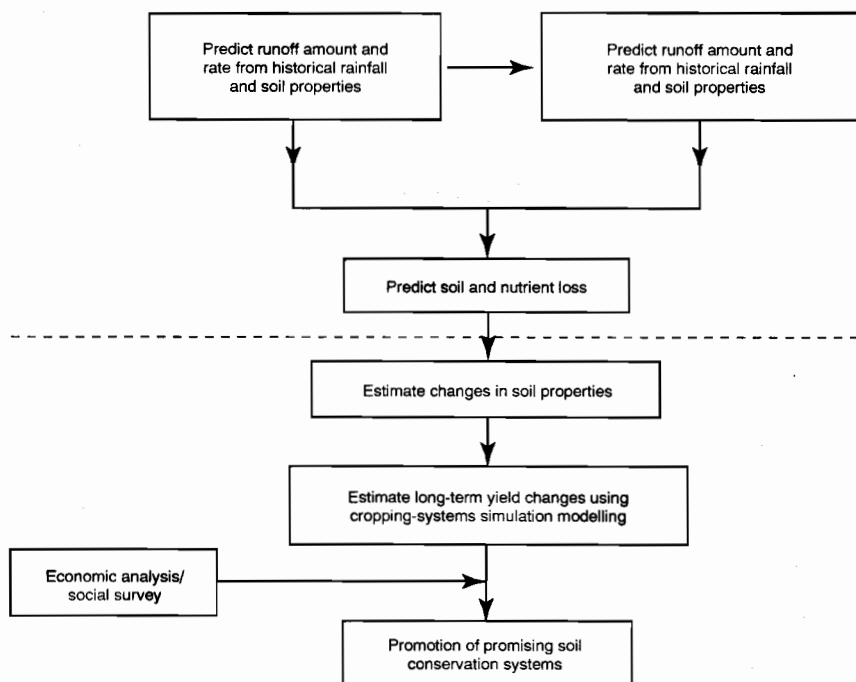 Predict runoff amount and
rate from historical rainfall
and soil properties
Predict runoff amount and
rate from historical rainfall
and soil properties
Predict soil and nutrient loss
Estimate changes in soil properties
Estimate long-term yield changes using
cropping-systems simulation modelling
Economic analysis/
social survey
Promotion of promising soil
conservation systems